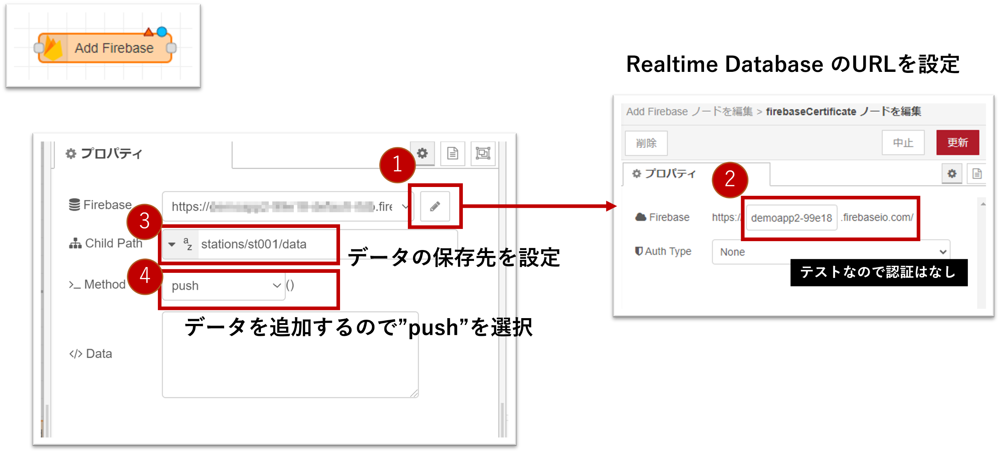 Add Firebase
Realtime Database のURLを設定
Add Firebase ノードを編集 > firebaseCertificate ノードを編集
削除
中止
更新
プロパティ
2
Firebase
https:/
demoapp2-99e18
.firebaseio.com/
Auth Type
None
テストなので認証はなし
プロパティ
1
Firebase
https://
.fire
3
Child Path
az
stations/st001/data
データの保存先を設定
4
Method
push
()
データを追加するので”push”を選択
Data